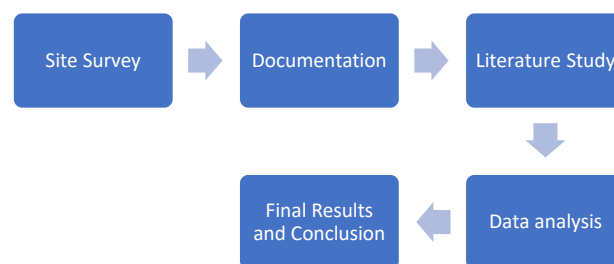 Site Survey
Documentation
Literature Study
Data analysis
Final Results
and Conclusion